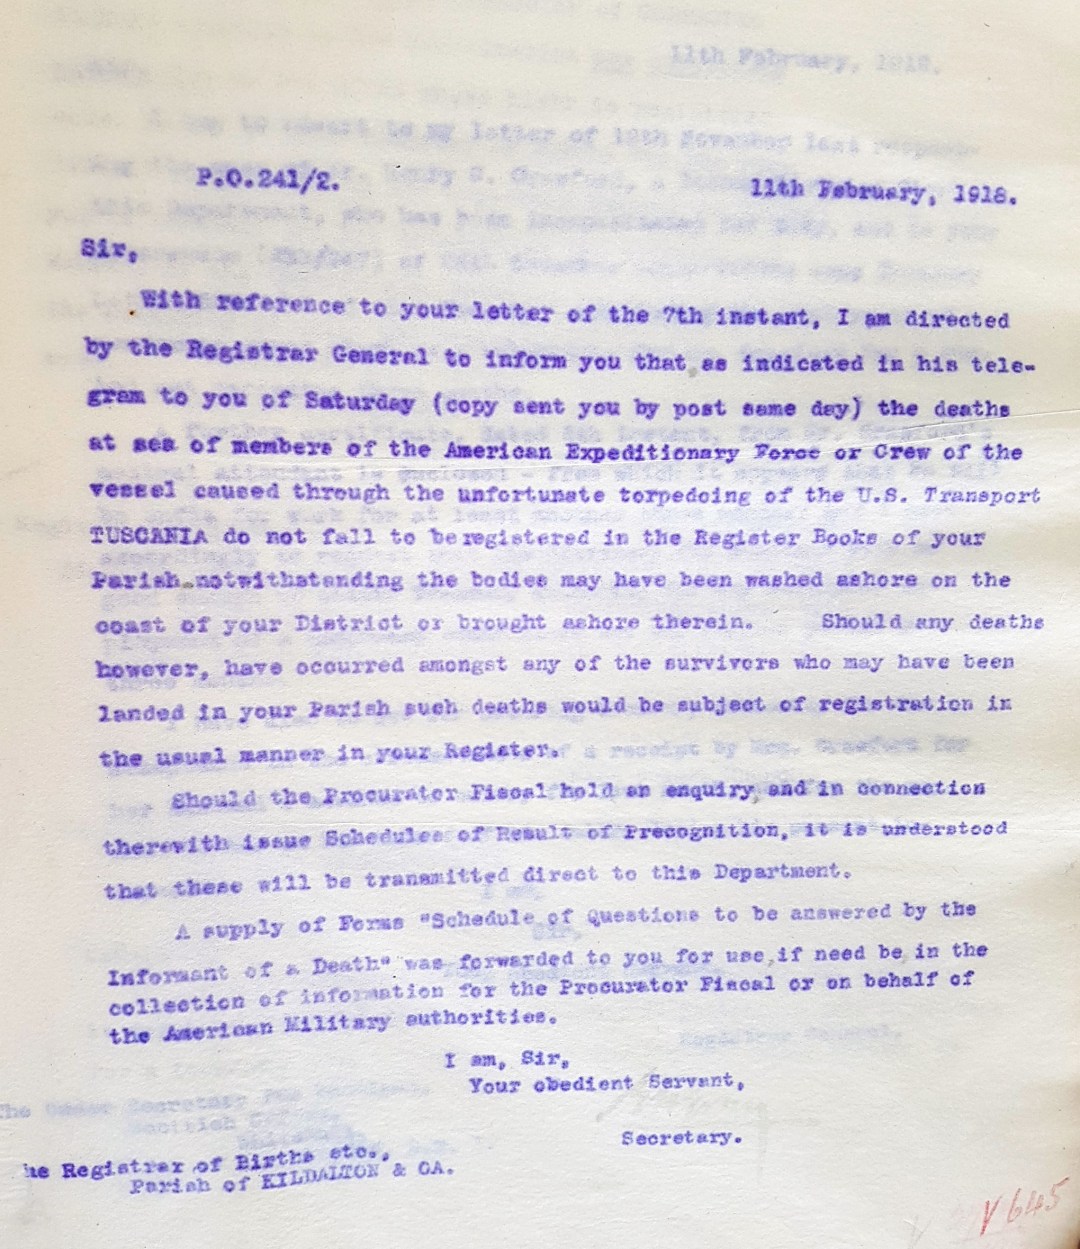 P.O.241/2.
11th February, 1918.
Sir,
With reference to your letter of the 7th instant, I am directed
by the Registrar General to inform you that, as indicated in his tele-
gram to you of Saturday (copy sent you by post same day) the deaths
at sea of members of the American Expeditionary Force or Crew of the
vessel caused through the unfortunate torpedoing of the U.S. Transport
TUSCANIA do not fall to be registered in the Register Books of your
Parish notwithstanding the bodies may have been washed ashore on the
coast of your District or brought ashore therein. Should any deaths
however, have occurred amongst any of the survivors who may have been
landed in your Parish such deaths would be subject of registration in
the usual manner in your Register.
Should the Procurator Fiscal hold an enquiry, and in connection
therewith issue Schedules of Result of Precognition, it is understood
that these will be transmitted direct to this Department.
A supply of Forms "Schedule of Questions to be answered by the
Informant of a Death" was forwarded to you for use, if need be, in the
collection of information for the Procurator Fiscal or on behalf of
the American Military authorities.
I am, Sir,
Your obedient Servant,
Secretary.
he Registrar of Births etc.,
Parish of KILDALTON & OA.
V645